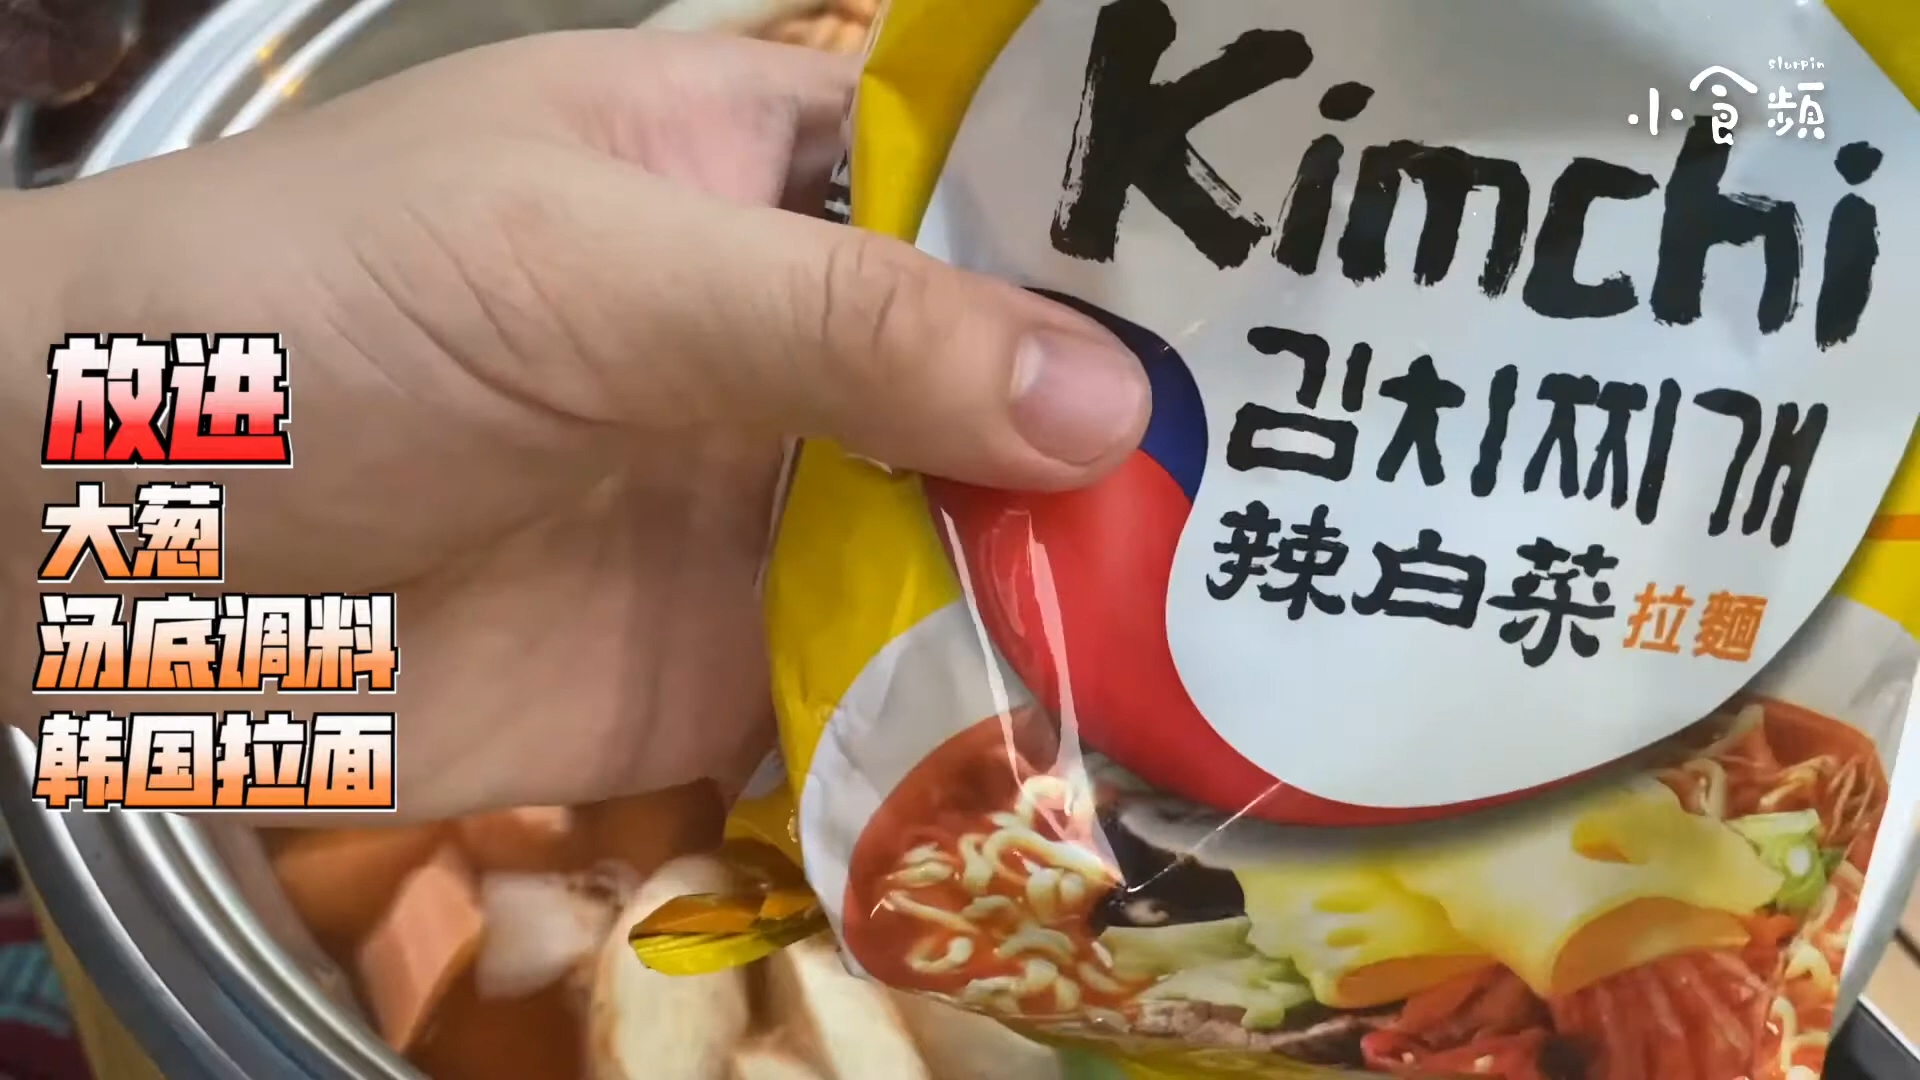 slurpin
小食頻
Kimchi
김치찌개
辣白菜拉麵
放进
大葱
汤底调料
韩国拉面